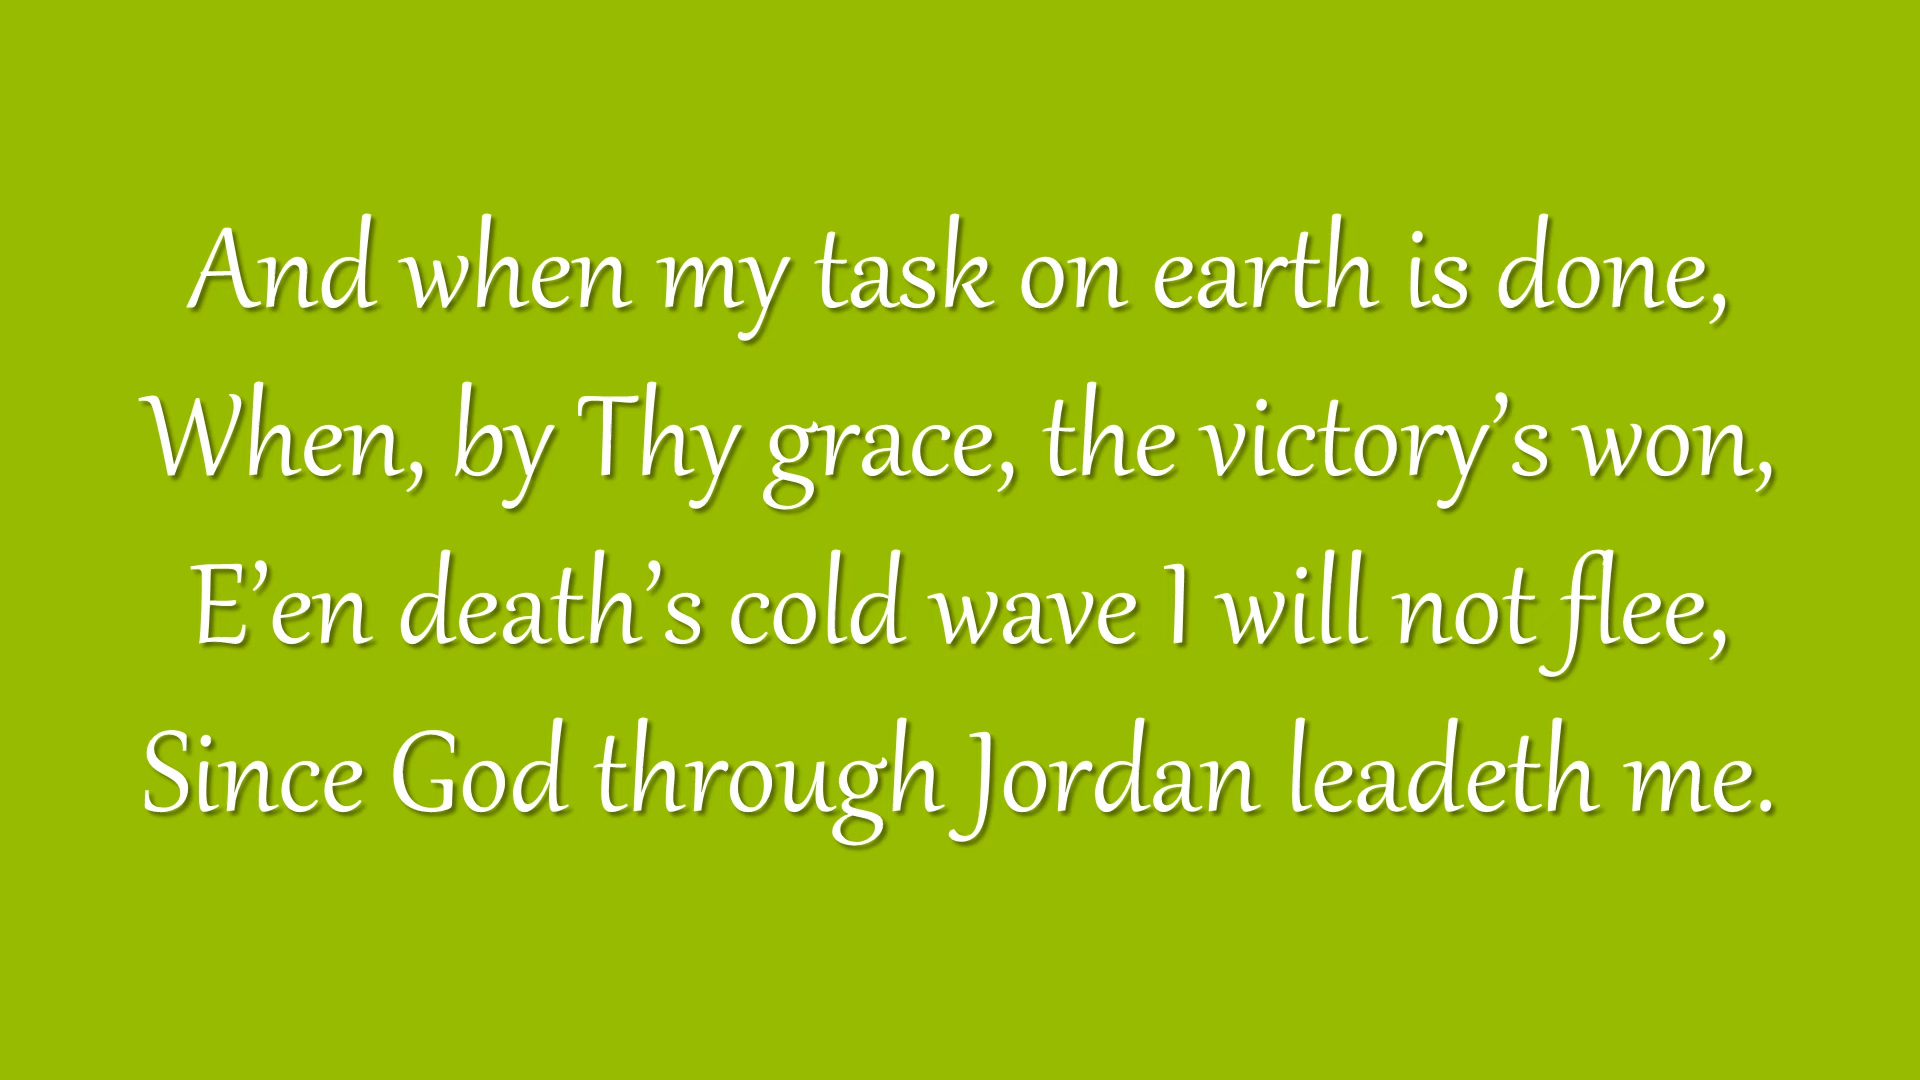 And when my task on earth is done,
When, by Thy grace, the victory’s won,
E’en death’s cold wave I will not flee,
Since God through Jordan leadeth me.